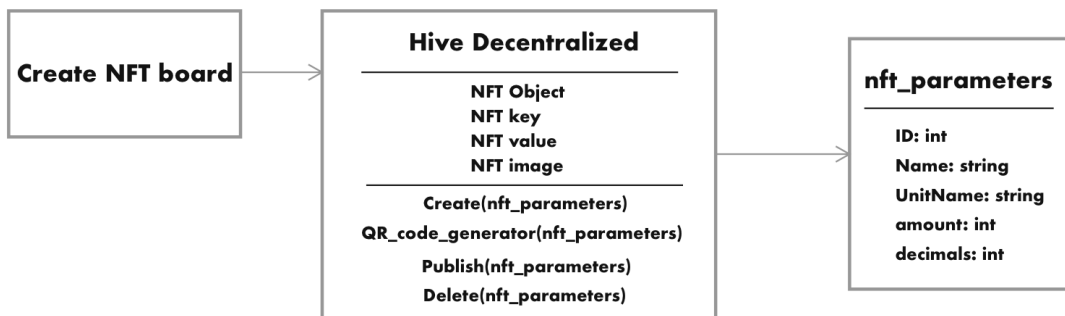 Create NFT board
Hive Decentralized
NFT Object
NFT key
NFT value
NFT image
Create(nft_parameters)
QR_code_generator(nft_parameters)
Publish(nft_parameters)
Delete(nft_parameters)
nft_parameters
ID: int
Name: string
UnitName: string
amount: int
decimals: int